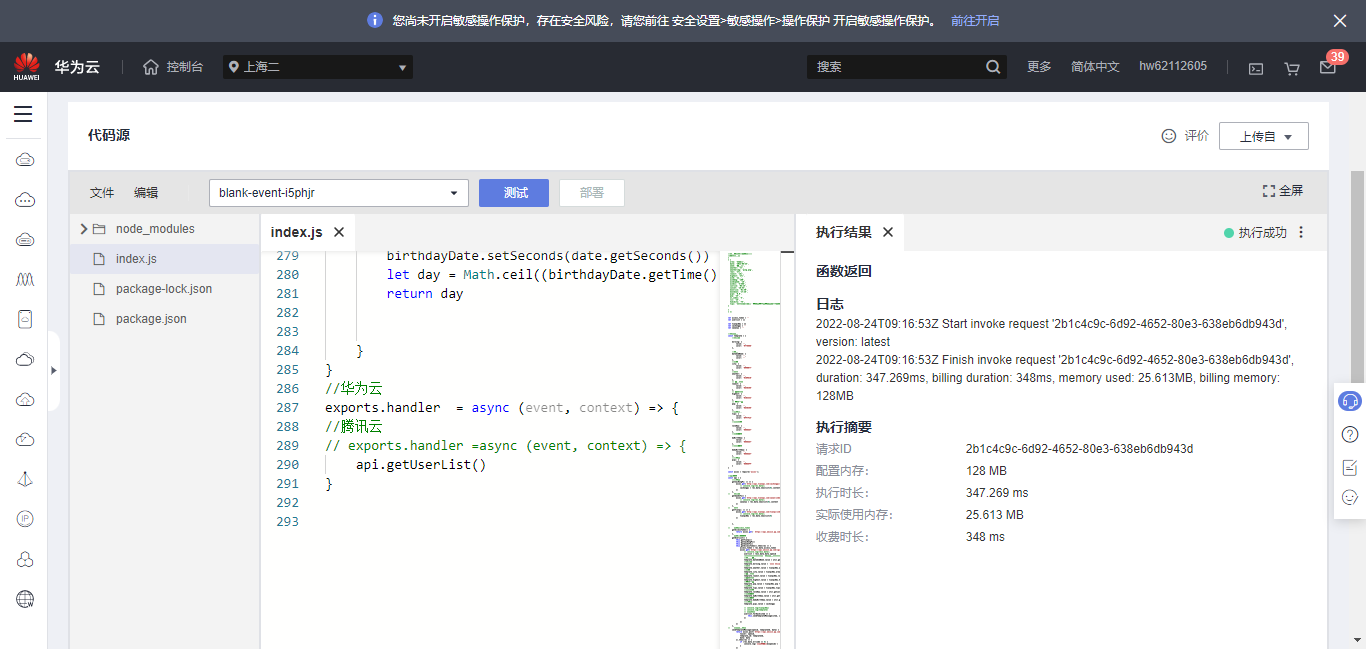 您尚未开启敏感操作保护，存在安全风险，请您前往 安全设置>敏感操作>操作保护 开启敏感操作保护。 前往开启
HUAWEI
华为云 控制台 上海二 搜索 更多 简体中文 hw62112605 39
代码源
评价 上传自
文件 编辑 blank-event-i5phjr 测试 部署 全屏
node_modules
index.js
package-lock.json
package.json
index.js
279 birthdayDate.setSeconds(date.getSeconds())
280 let day = Math.ceil((birthdayDate.getTime()
281 return day
282
283
284 }
285 }
286 //华为云
287 exports.handler  = async (event, context) => {
288 //腾讯云
289 // exports.handler =async (event, context) => {
290 api.getUserList()
291 }
292
293
执行结果 执行成功
函数返回
日志
2022-08-24T09:16:53Z Start invoke request '2b1c4c9c-6d92-4652-80e3-638eb6db943d',
version: latest
2022-08-24T09:16:53Z Finish invoke request '2b1c4c9c-6d92-4652-80e3-638eb6db943d',
duration: 347.269ms, billing duration: 348ms, memory used: 25.613MB, billing memory:
128MB
执行摘要
请求ID 2b1c4c9c-6d92-4652-80e3-638eb6db943d
配置内存： 128 MB
执行时长： 347.269 ms
实际使用内存： 25.613 MB
收费时长： 348 ms
IP